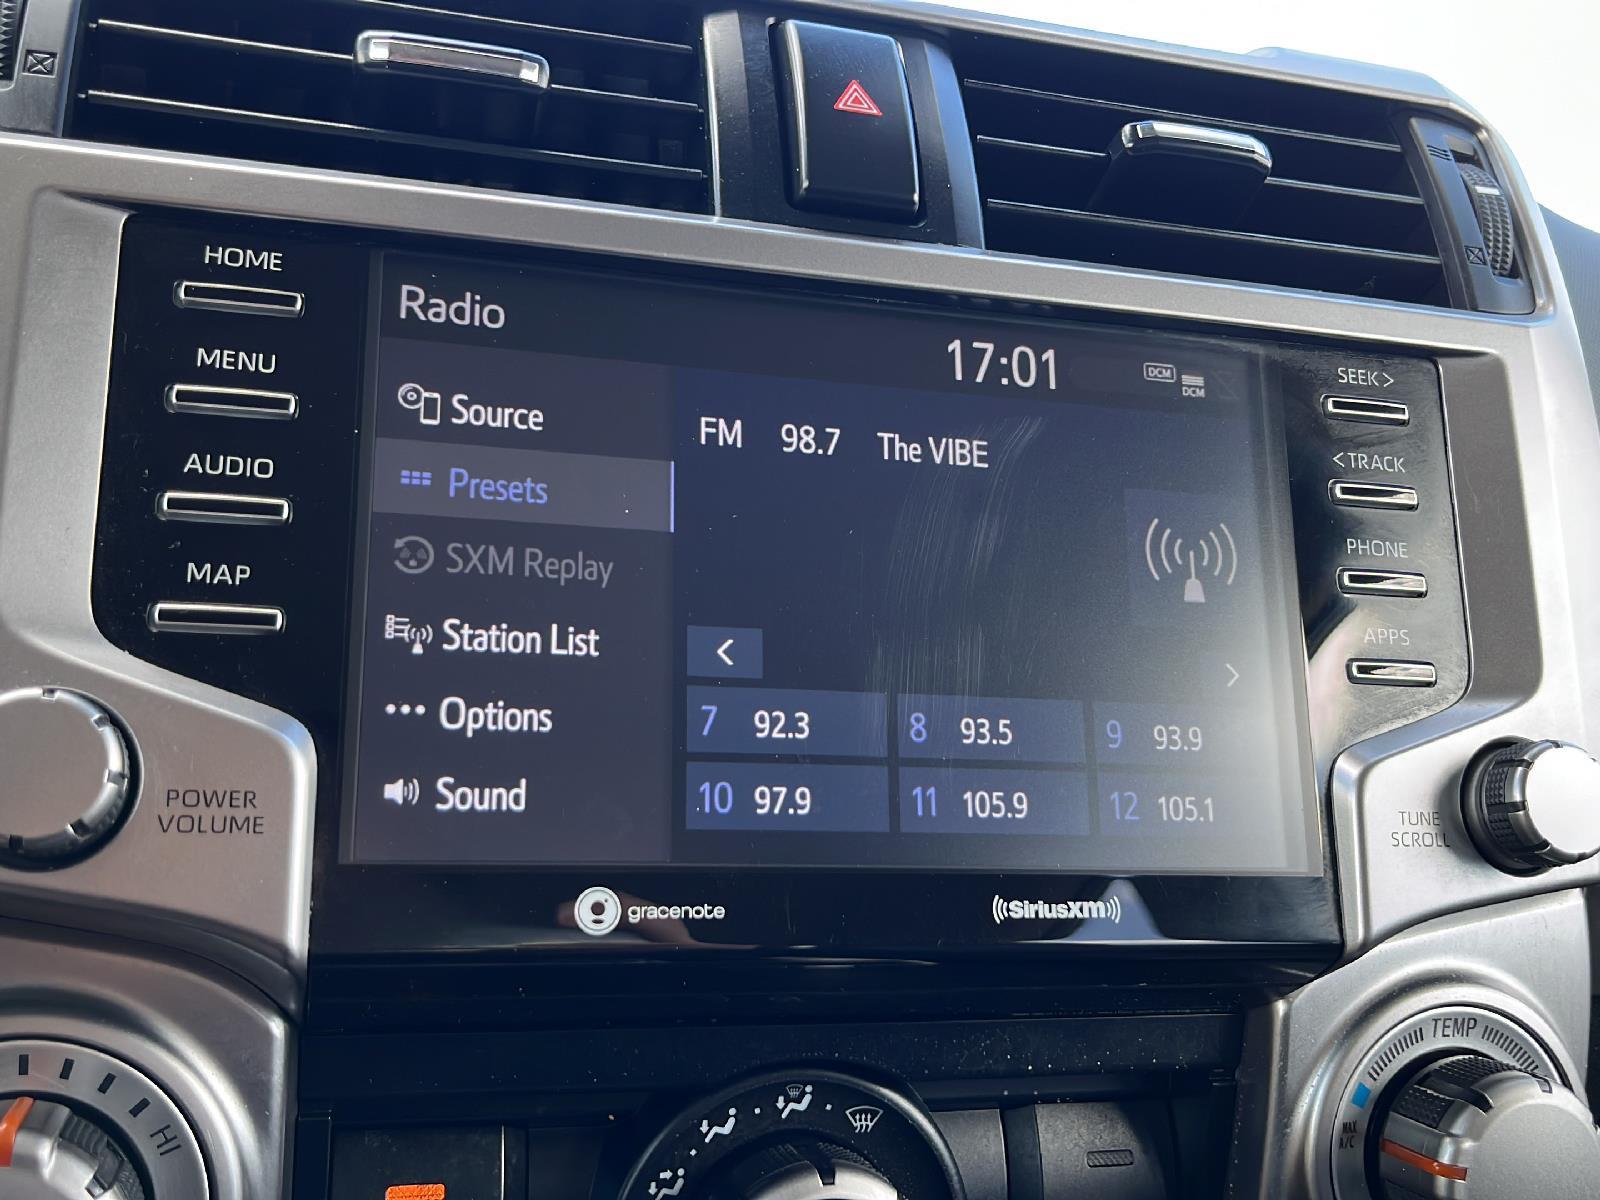 HOME
MENU
AUDIO
MAP
POWER
VOLUME
Radio
17:01
DCM
DCM
Source
Presets
SXM Replay
Station List
Options
Sound
FM 98.7 The VIBE
<
>
7 92.3 8 93.5 9 93.9
10 97.9 11 105.9 12 105.1
gracenote
SiriusXM
SEEK>
<TRACK
PHONE
APPS
TUNE
SCROLL
HI
TEMP
MAX
A/C